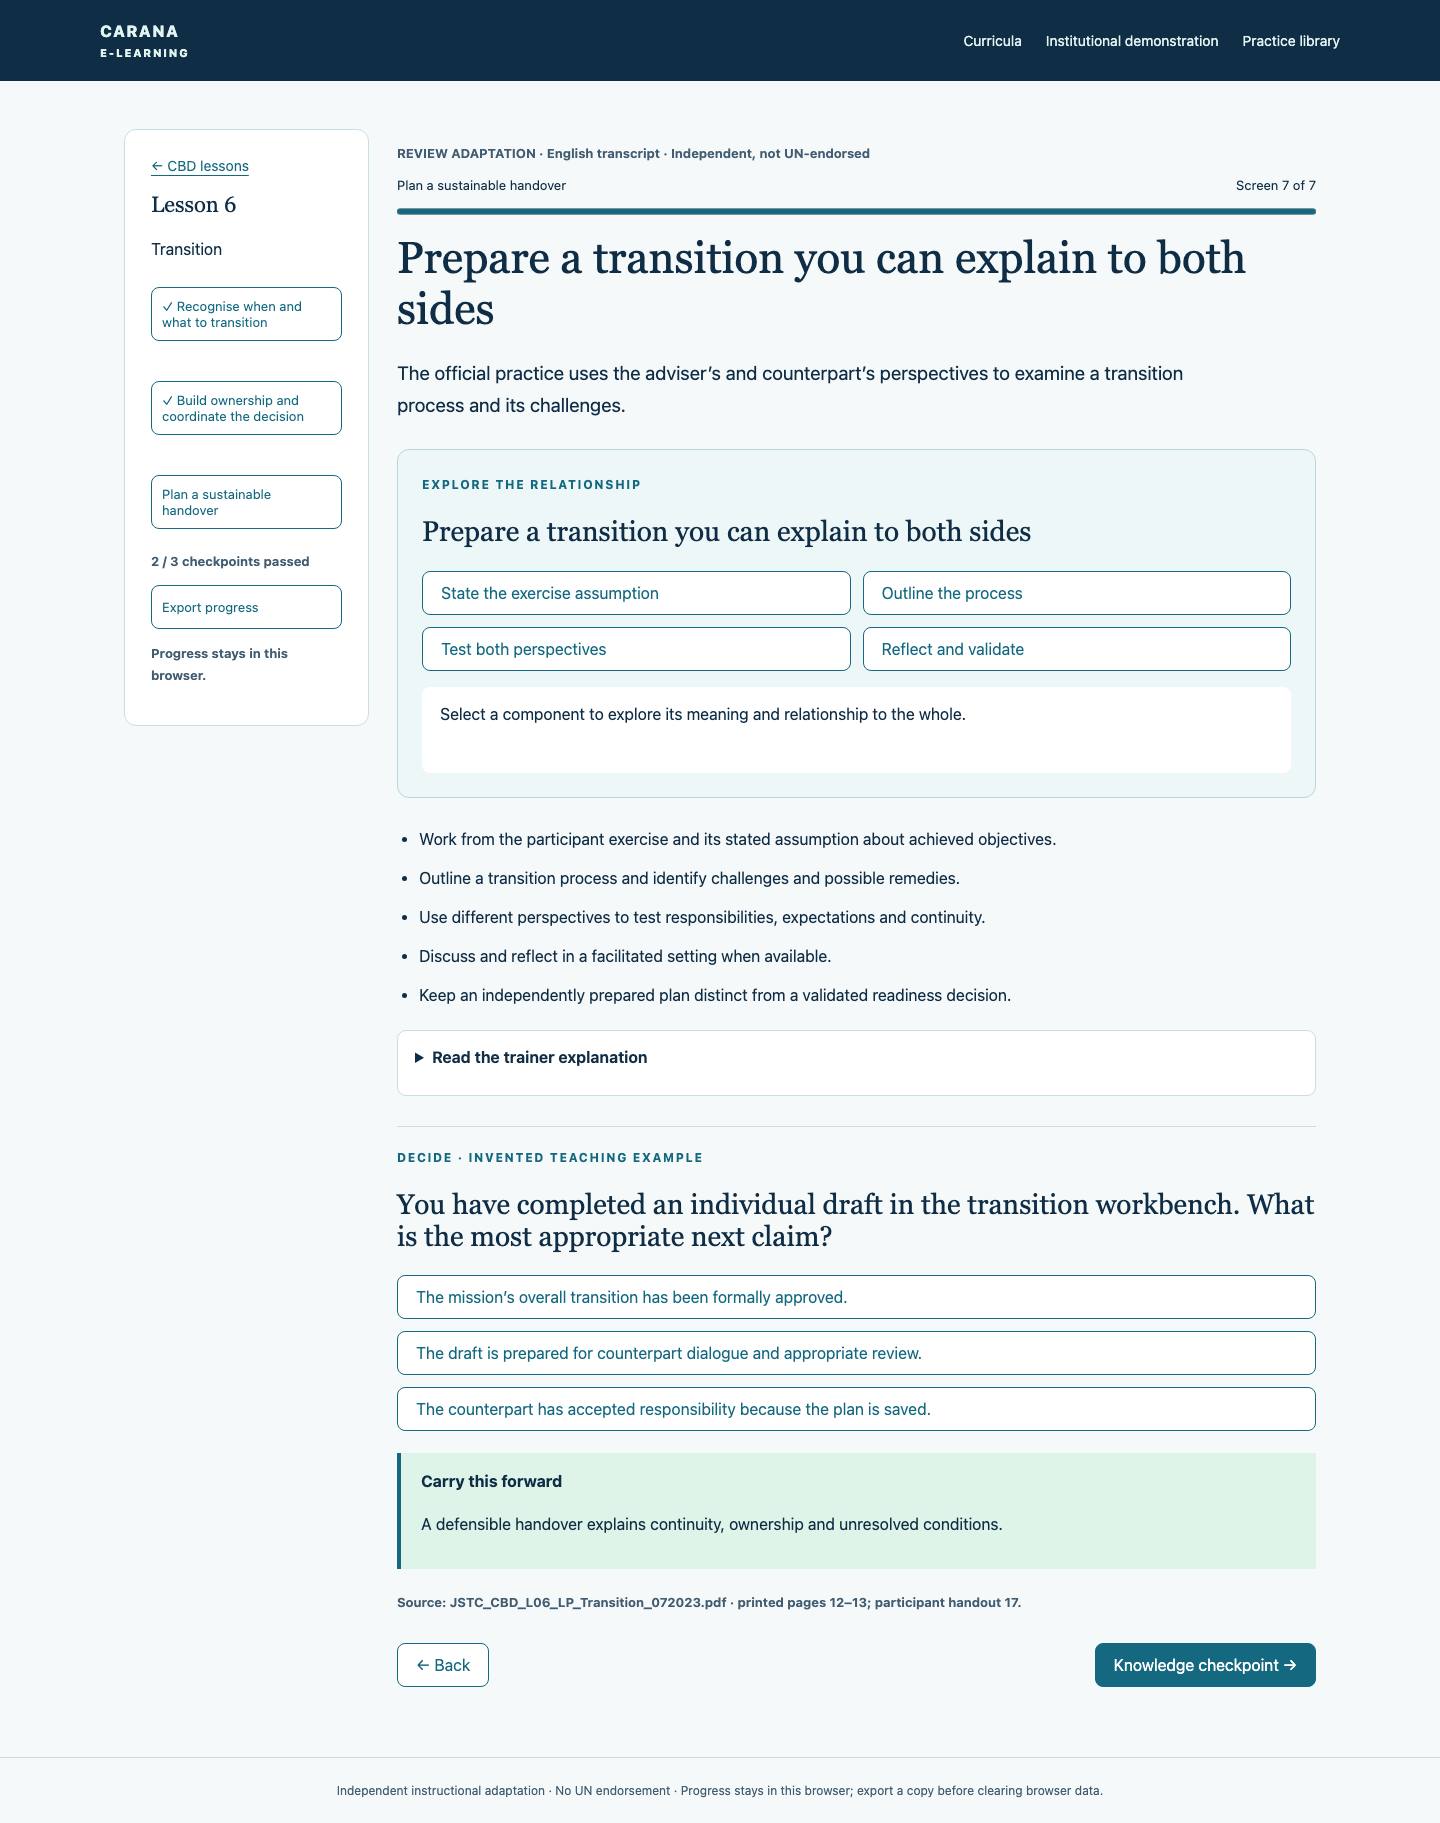 CARANA
E-LEARNING
Curricula
Institutional demonstration
Practice library
← CBD lessons
Lesson 6
Transition
✓ Recognise when and
what to transition
✓ Build ownership and
coordinate the decision
Plan a sustainable
handover
2 / 3 checkpoints passed
Export progress
Progress stays in this
browser.
REVIEW ADAPTATION · English transcript · Independent, not UN-endorsed
Plan a sustainable handover
Screen 7 of 7
Prepare a transition you can explain to both
sides
The official practice uses the adviser’s and counterpart’s perspectives to examine a transition
process and its challenges.
EXPLORE THE RELATIONSHIP
Prepare a transition you can explain to both sides
State the exercise assumption
Outline the process
Test both perspectives
Reflect and validate
Select a component to explore its meaning and relationship to the whole.
• Work from the participant exercise and its stated assumption about achieved objectives.
• Outline a transition process and identify challenges and possible remedies.
• Use different perspectives to test responsibilities, expectations and continuity.
• Discuss and reflect in a facilitated setting when available.
• Keep an independently prepared plan distinct from a validated readiness decision.
▶ Read the trainer explanation
DECIDE · INVENTED TEACHING EXAMPLE
You have completed an individual draft in the transition workbench. What
is the most appropriate next claim?
The mission’s overall transition has been formally approved.
The draft is prepared for counterpart dialogue and appropriate review.
The counterpart has accepted responsibility because the plan is saved.
Carry this forward
A defensible handover explains continuity, ownership and unresolved conditions.
Source: JSTC_CBD_L06_LP_Transition_072023.pdf · printed pages 12–13; participant handout 17.
← Back
Knowledge checkpoint →
Independent instructional adaptation · No UN endorsement · Progress stays in this browser; export a copy before clearing browser data.